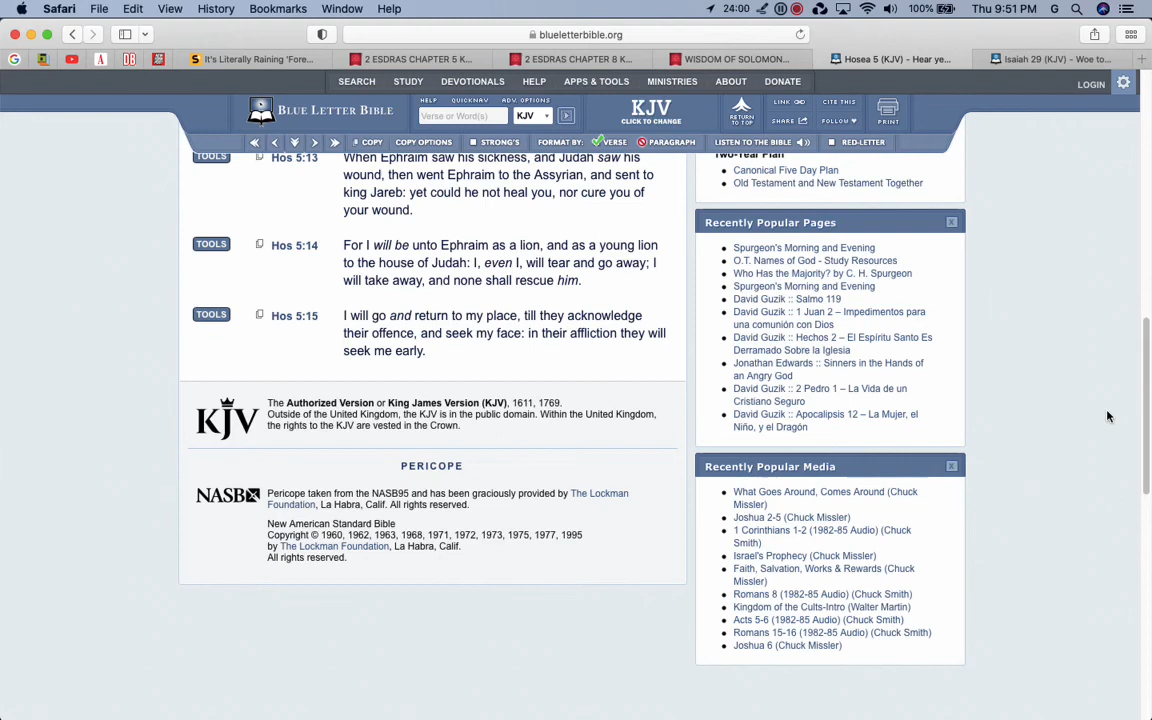 Safari File Edit View History Bookmarks Window Help 24:00 100% Thu 9:51 PM G
blueletterbible.org
It's Literally Raining 'Fore... 2 ESDRAS CHAPTER 5 K... 2 ESDRAS CHAPTER 8 K... WISDOM OF SOLOMON... Hosea 5 (KJV) - Hear ye... Isaiah 29 (KJV) - Woe to...
SEARCH STUDY DEVOTIONALS HELP APPS & TOOLS MINISTRIES ABOUT DONATE LOGIN
BLUE LETTER BIBLE
HELP QUICKNAV ADV. OPTIONS
Verse or Word(s) KJV
KJV
CLICK TO CHANGE
RETURN
TO TOP
LINK CITE THIS
SHARE FOLLOW
PRINT
COPY COPY OPTIONS STRONG'S FORMAT BY: VERSE PARAGRAPH LISTEN TO THE BIBLE RED-LETTER
TOOLS Hos 5:13 When Ephraim saw his sickness, and Judah saw his
wound, then went Ephraim to the Assyrian, and sent to
king Jareb: yet could he not heal you, nor cure you of
your wound.
TOOLS Hos 5:14 For I will be unto Ephraim as a lion, and as a young lion
to the house of Judah: I, even I, will tear and go away; I
will take away, and none shall rescue him.
TOOLS Hos 5:15 I will go and return to my place, till they acknowledge
their offence, and seek my face: in their affliction they will
seek me early.
KJV
The Authorized Version or King James Version (KJV), 1611, 1769.
Outside of the United Kingdom, the KJV is in the public domain. Within the United Kingdom,
the rights to the KJV are vested in the Crown.
PERICOPE
NASB
Pericope taken from the NASB95 and has been graciously provided by The Lockman
Foundation, La Habra, Calif. All rights reserved.
New American Standard Bible
Copyright © 1960, 1962, 1963, 1968, 1971, 1972, 1973, 1975, 1977, 1995
by The Lockman Foundation, La Habra, Calif.
All rights reserved.
Two-Year Plan
Canonical Five Day Plan
Old Testament and New Testament Together
Recently Popular Pages X
Spurgeon's Morning and Evening
O.T. Names of God - Study Resources
Who Has the Majority? by C. H. Spurgeon
Spurgeon's Morning and Evening
David Guzik :: Salmo 119
David Guzik :: 1 Juan 2 – Impedimentos para
una comunión con Dios
David Guzik :: Hechos 2 – El Espíritu Santo Es
Derramado Sobre la Iglesia
Jonathan Edwards :: Sinners in the Hands of
an Angry God
David Guzik :: 2 Pedro 1 – La Vida de un
Cristiano Seguro
David Guzik :: Apocalipsis 12 – La Mujer, el
Niño, y el Dragón
Recently Popular Media X
What Goes Around, Comes Around (Chuck
Missler)
Joshua 2-5 (Chuck Missler)
1 Corinthians 1-2 (1982-85 Audio) (Chuck
Smith)
Israel's Prophecy (Chuck Missler)
Faith, Salvation, Works & Rewards (Chuck
Missler)
Romans 8 (1982-85 Audio) (Chuck Smith)
Kingdom of the Cults-Intro (Walter Martin)
Acts 5-6 (1982-85 Audio) (Chuck Smith)
Romans 15-16 (1982-85 Audio) (Chuck Smith)
Joshua 6 (Chuck Missler)